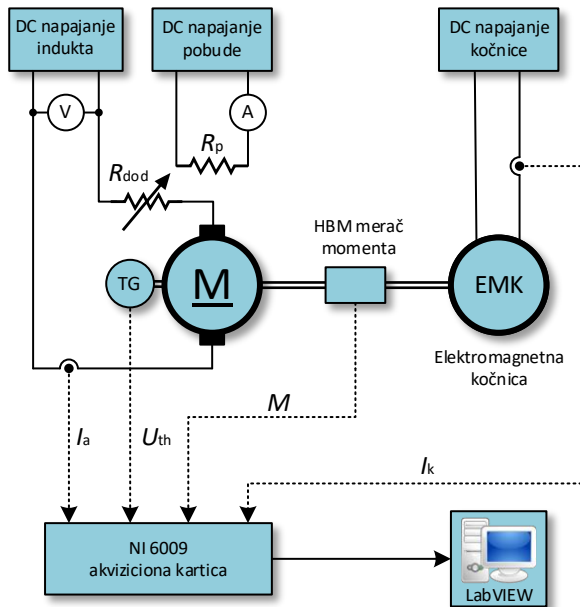 DC napajanje
indukta
DC napajanje
pobude
DC napajanje
kočnice
V
A
Rp
Rdod
HBM merač
momenta
TG
M
EMK
Elektromagnetna
kočnica
M
Ia
Uth
Ik
NI 6009
akviziciona kartica
LabVIEW